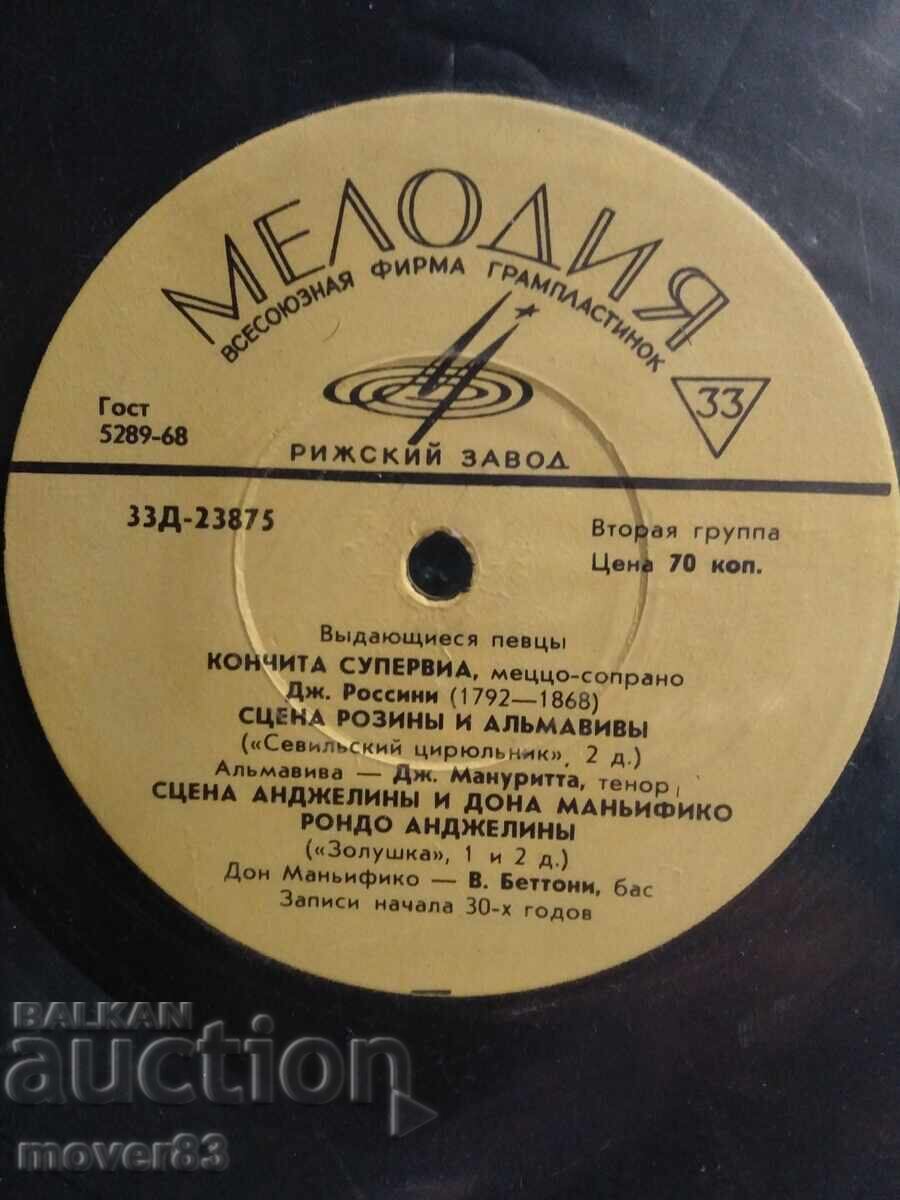 МЕЛОДИЯ
ВСЕСОЮЗНАЯ ФИРМА ГРАМПЛАСТИНОК
33
Гост
5289-68
РИЖСКИЙ ЗАВОД
33Д-23875
Вторая группа
Цена 70 коп.
Выдающиеся певцы
КОНЧИТА СУПЕРВИА, меццо-сопрано
Дж. Россини (1792—1868)
СЦЕНА РОЗИНЫ И АЛЬМАВИВЫ
(«Севильский цирюльник», 2 д.)
Альмавива — Дж. Мануритта, тенор
СЦЕНА АНДЖЕЛИНЫ И ДОНА МАНЬИФИКО
РОНДО АНДЖЕЛИНЫ
(«Золушка», 1 и 2 д.)
Дон Маньифико — В. Беттони, бас
Записи начала 30-х годов
BALKAN
auction
mover83